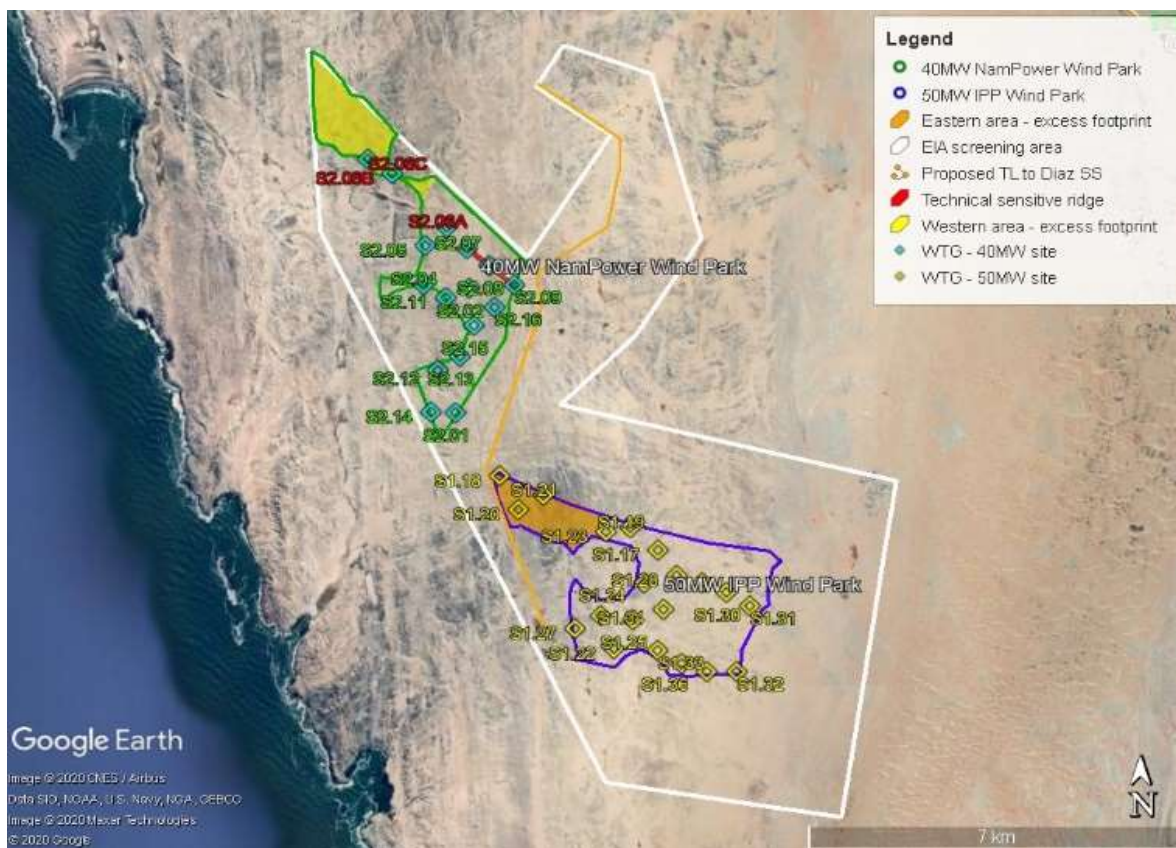 Legend
40MW NamPower Wind Park
50MW IPP Wind Park
Eastern area - excess footprint
EIA screening area
Proposed TL to Diaz SS
Technical sensitive ridge
Western area - excess footprint
WTG - 40MW site
WTG - 50MW site
S2.06C
S2.06B
S2.06A
S2.05
S2.07
40MW NamPower Wind Park
S2.04
S2.08
S2.09
S2.11
S2.02
S2.16
S2.15
S2.12
S2.13
S2.14
S2.01
S1.18
S1.21
S1.20
S1.19
S1.23
S1.17
50MW IPP Wind Park
S1.30
S1.31
S1.27
S1.22
S1.25
S1.33
S1.36
S1.32
Google Earth
Image © 2020 CNES / Airbus
Data SIO, NOAA, U.S. Navy, NGA, GEBCO
Image © 2020 Maxar Technologies
© 2020 Google
N
7 km